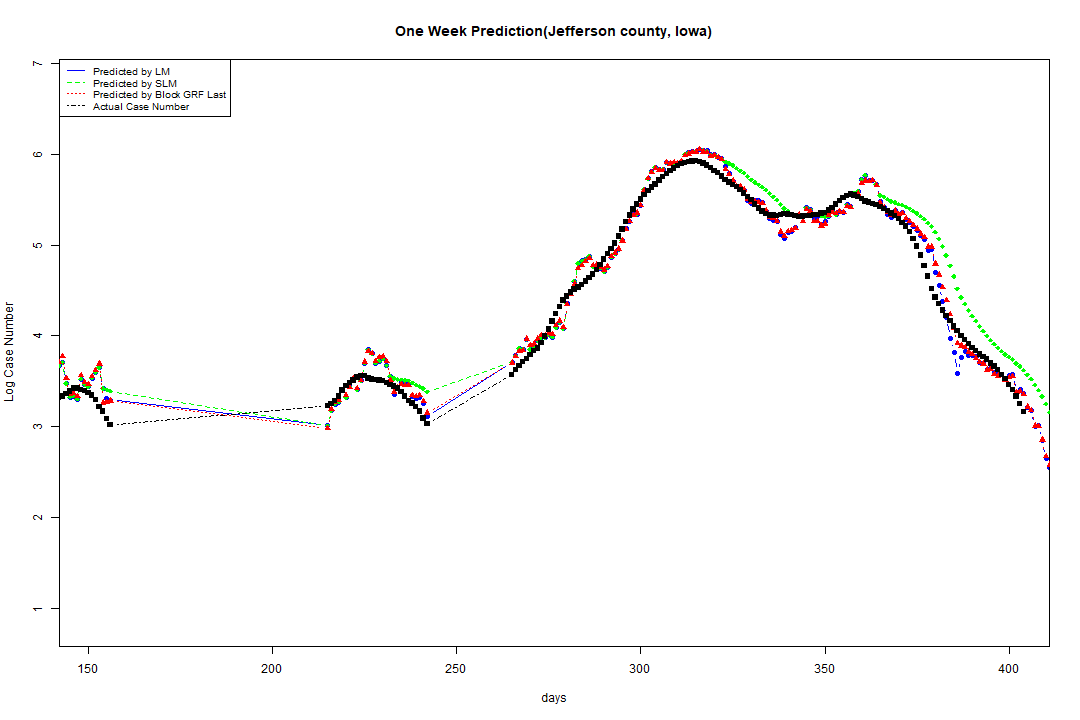 One Week Prediction(Jefferson county, Iowa)
7
Predicted by LM
Predicted by SLM
Predicted by Block GRF Last
Actual Case Number
6
5
4
3
2
1
Log Case Number
150 200 250 300 350 400
days